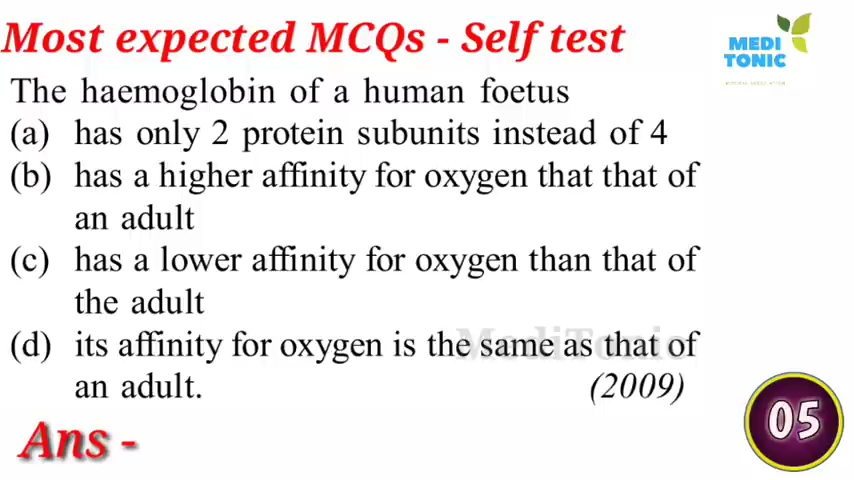 Most expected MCQs - Self test
MEDI
TONIC
The haemoglobin of a human foetus
(a) has only 2 protein subunits instead of 4
(b) has a higher affinity for oxygen that that of
an adult
(c) has a lower affinity for oxygen than that of
the adult
(d) its affinity for oxygen is the same as that of
an adult. (2009)
MediTonic
Ans -
05